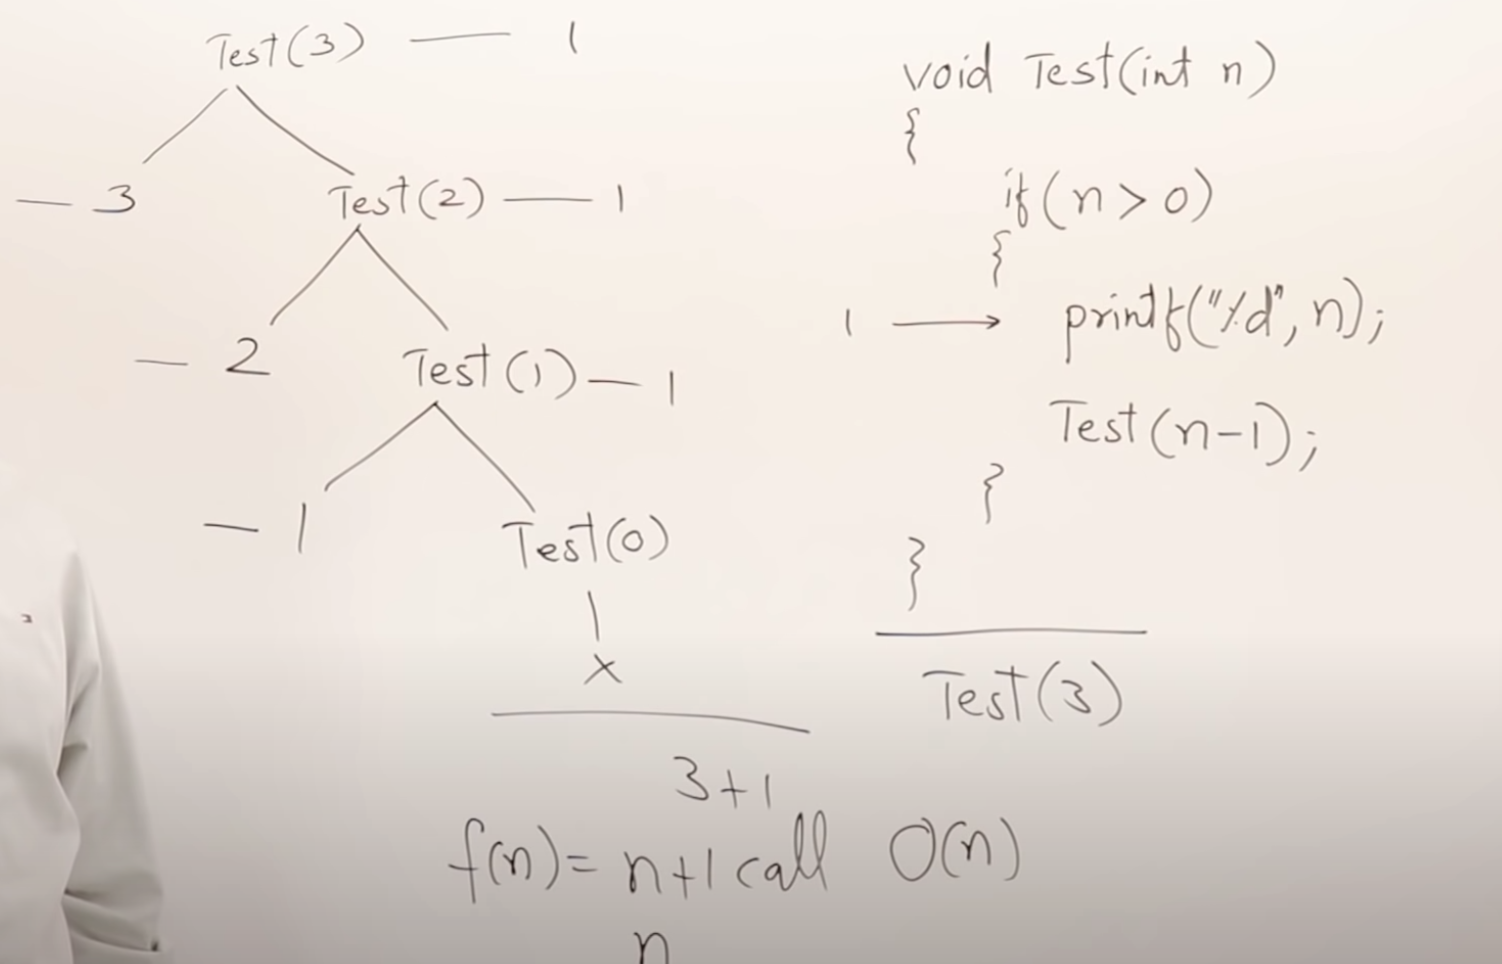 Test(3) — 1
— 3 Test(2) — 1
— 2 Test(1) — 1
— 1 Test(0)
x
3+1
f(n)= n+1 call O(n)
n
void Test(int n)
{
if(n>0)
{
1 → printf("%d", n);
Test(n-1);
}
}
Test(3)